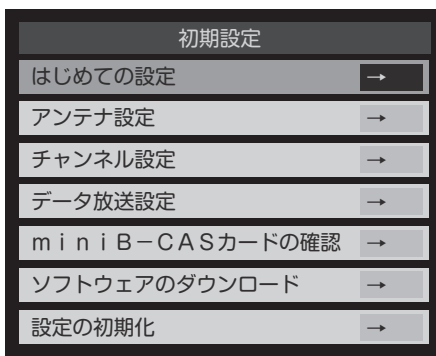 初期設定
はじめての設定 →
アンテナ設定 →
チャンネル設定 →
データ放送設定 →
ｍｉｎｉＢ－ＣＡＳカードの確認 →
ソフトウェアのダウンロード →
設定の初期化 →